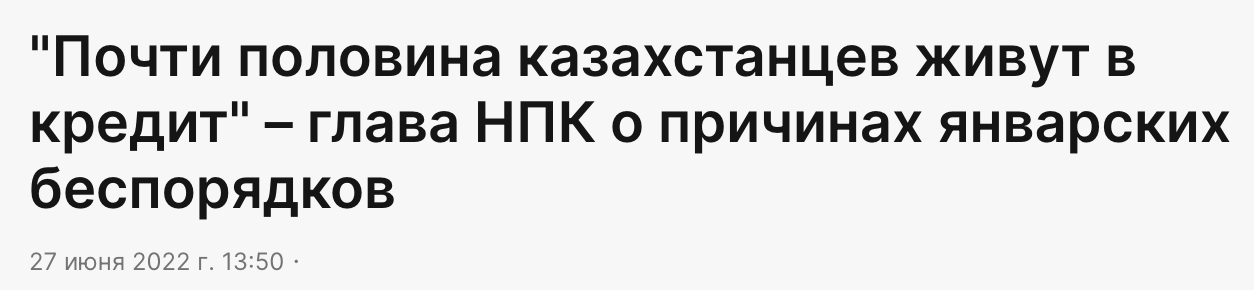 "Почти половина казахстанцев живут в
кредит" – глава НПК о причинах январских
беспорядков
27 июня 2022 г. 13:50 ·